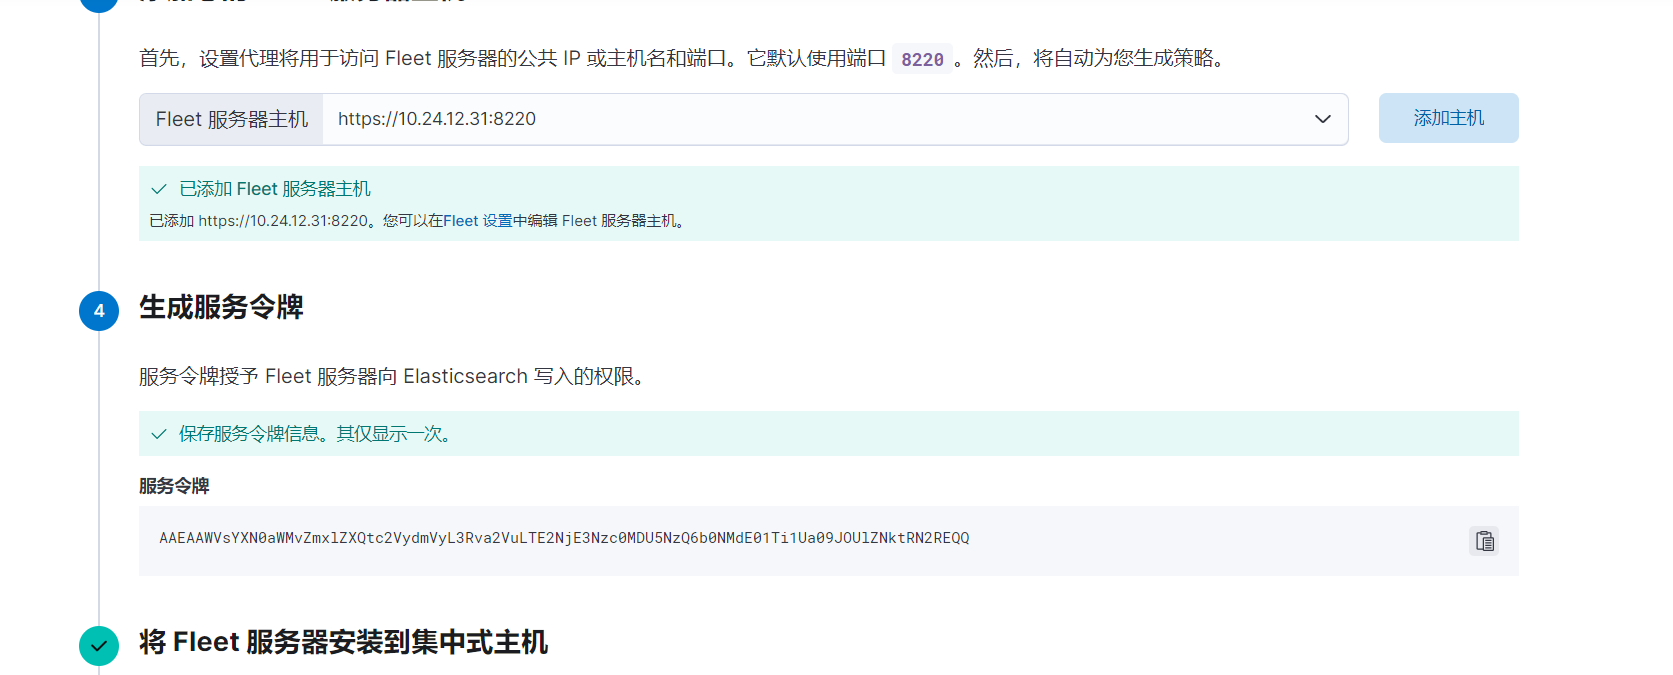 首先，设置代理将用于访问 Fleet 服务器的公共 IP 或主机名和端口。它默认使用端口 8220 。然后，将自动为您生成策略。
Fleet 服务器主机 https://10.24.12.31:8220 添加主机
已添加 Fleet 服务器主机
已添加 https://10.24.12.31:8220。您可以在Fleet 设置中编辑 Fleet 服务器主机。
4 生成服务令牌
服务令牌授予 Fleet 服务器向 Elasticsearch 写入的权限。
保存服务令牌信息。其仅显示一次。
服务令牌
AAEAAWVsYXN0aWMvZmxlZXQtc2VydmVyL3Rva2VuLTE2NjE3Nzc0MDU5NzQ6b0NMdE01Ti1Ua09JOUlZNktRN2REQQ
将 Fleet 服务器安装到集中式主机